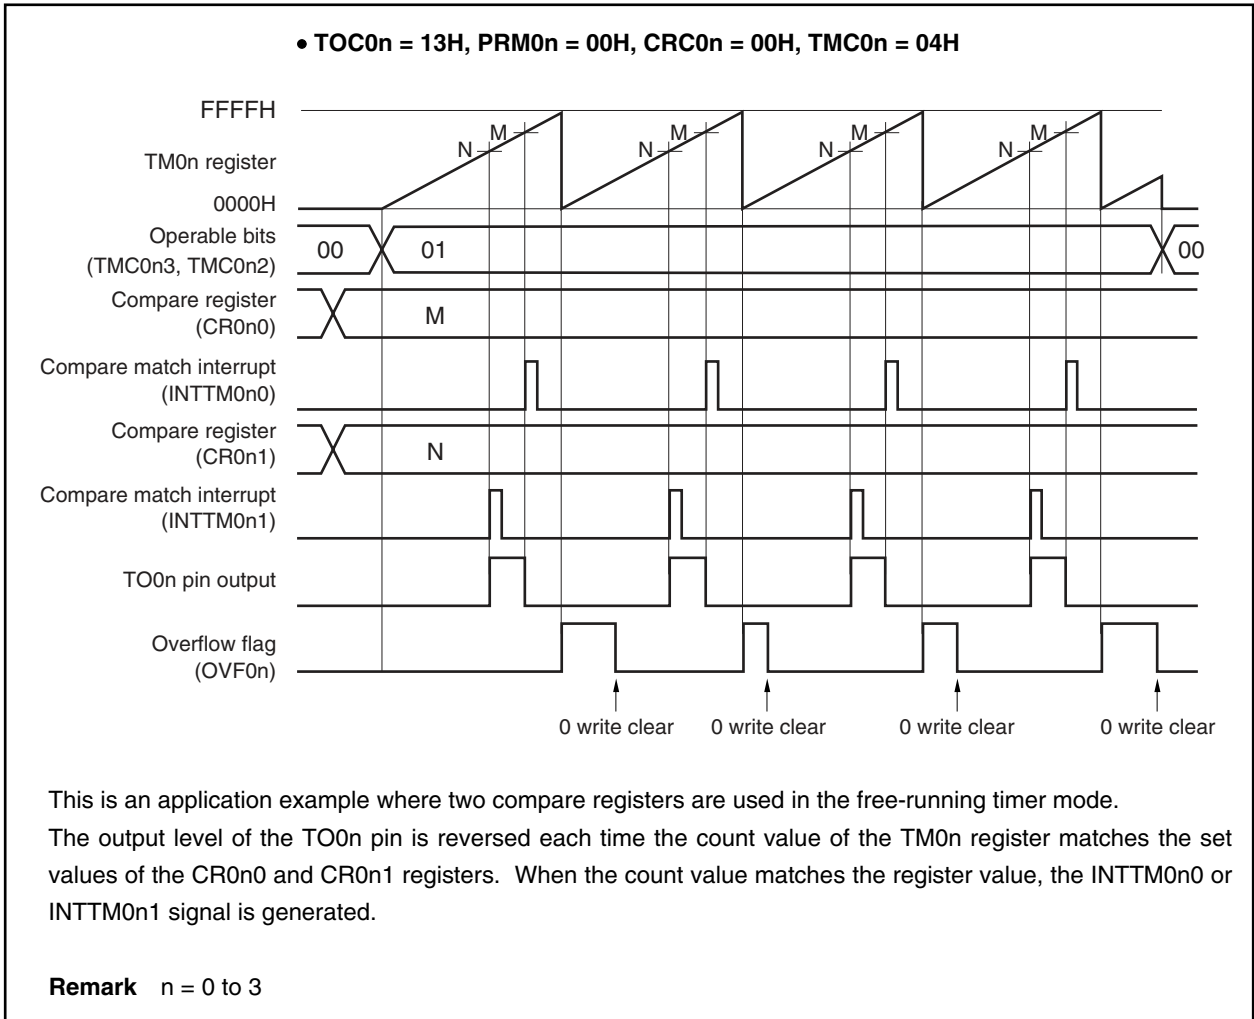 • TOC0n = 13H, PRM0n = 00H, CRC0n = 00H, TMC0n = 04H
FFFFH
M M M M
N N N N
TM0n register
0000H
Operable bits
(TMC0n3, TMC0n2)
00 01 00
Compare register
(CR0n0)
M
Compare match interrupt
(INTTM0n0)
Compare register
(CR0n1)
N
Compare match interrupt
(INTTM0n1)
TO0n pin output
Overflow flag
(OVF0n)
0 write clear 0 write clear 0 write clear 0 write clear
This is an application example where two compare registers are used in the free-running timer mode.
The output level of the TO0n pin is reversed each time the count value of the TM0n register matches the set
values of the CR0n0 and CR0n1 registers. When the count value matches the register value, the INTTM0n0 or
INTTM0n1 signal is generated.
Remark n = 0 to 3